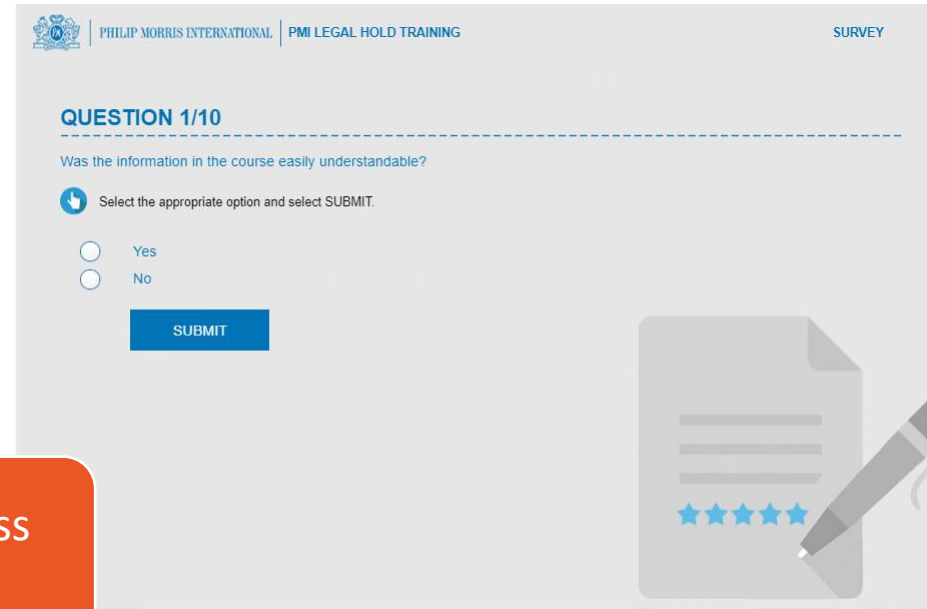 PHILIP MORRIS INTERNATIONAL PMI LEGAL HOLD TRAINING SURVEY
QUESTION 1/10
Was the information in the course easily understandable?
Select the appropriate option and select SUBMIT.
Yes
No
SUBMIT
ss